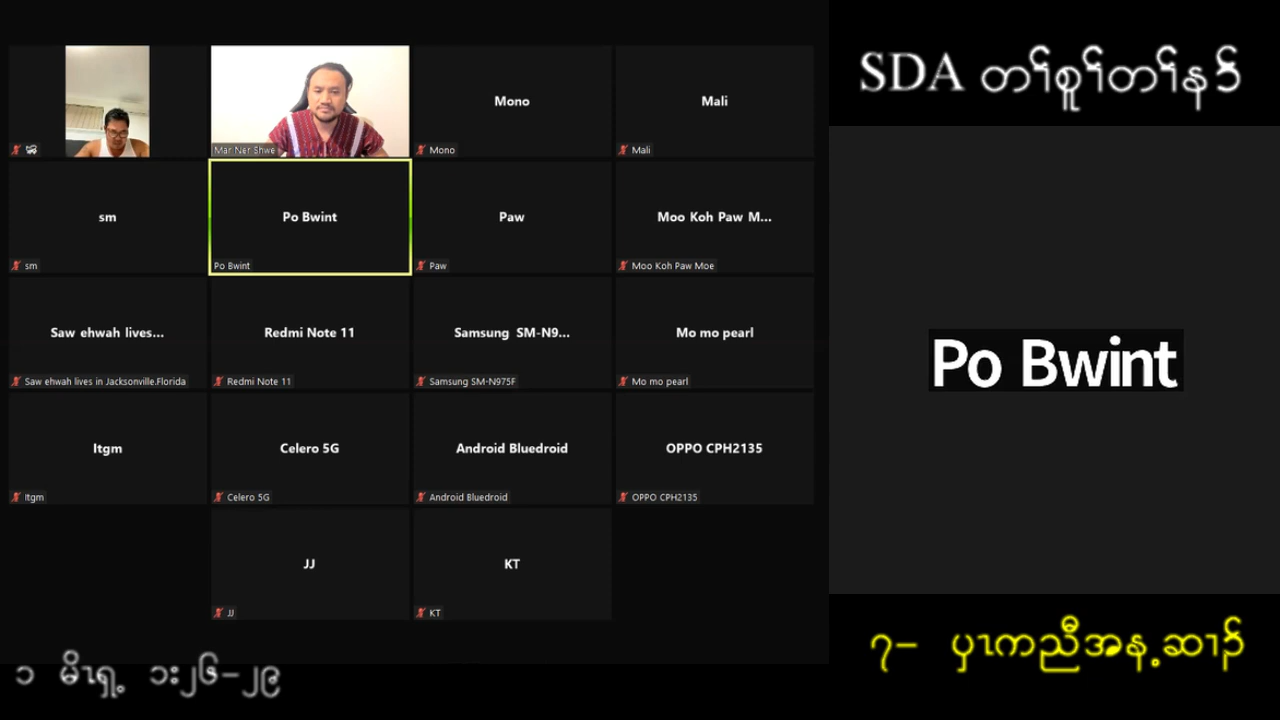 SDA တၢ်စူၢ်တၢ်နာ်
Mono
Mali
Mar Ner Shwe
Mono
Mali
sm
Po Bwint
Paw
Moo Koh Paw M...
sm
Po Bwint
Paw
Moo Koh Paw Moe
Po Bwint
Saw ehwah lives...
Redmi Note 11
Samsung SM-N9...
Mo mo pearl
Saw ehwah lives in Jacksonville.Florida
Redmi Note 11
Samsung SM-N975F
Mo mo pearl
ltgm
Celero 5G
Android Bluedroid
OPPO CPH2135
ltgm
Celero 5G
Android Bluedroid
OPPO CPH2135
JJ
KT
JJ
KT
၇- ပှၤကညီအန့ဆၢၣ်
၁ မိၤရှ့ ၁း၂၆-၂၉